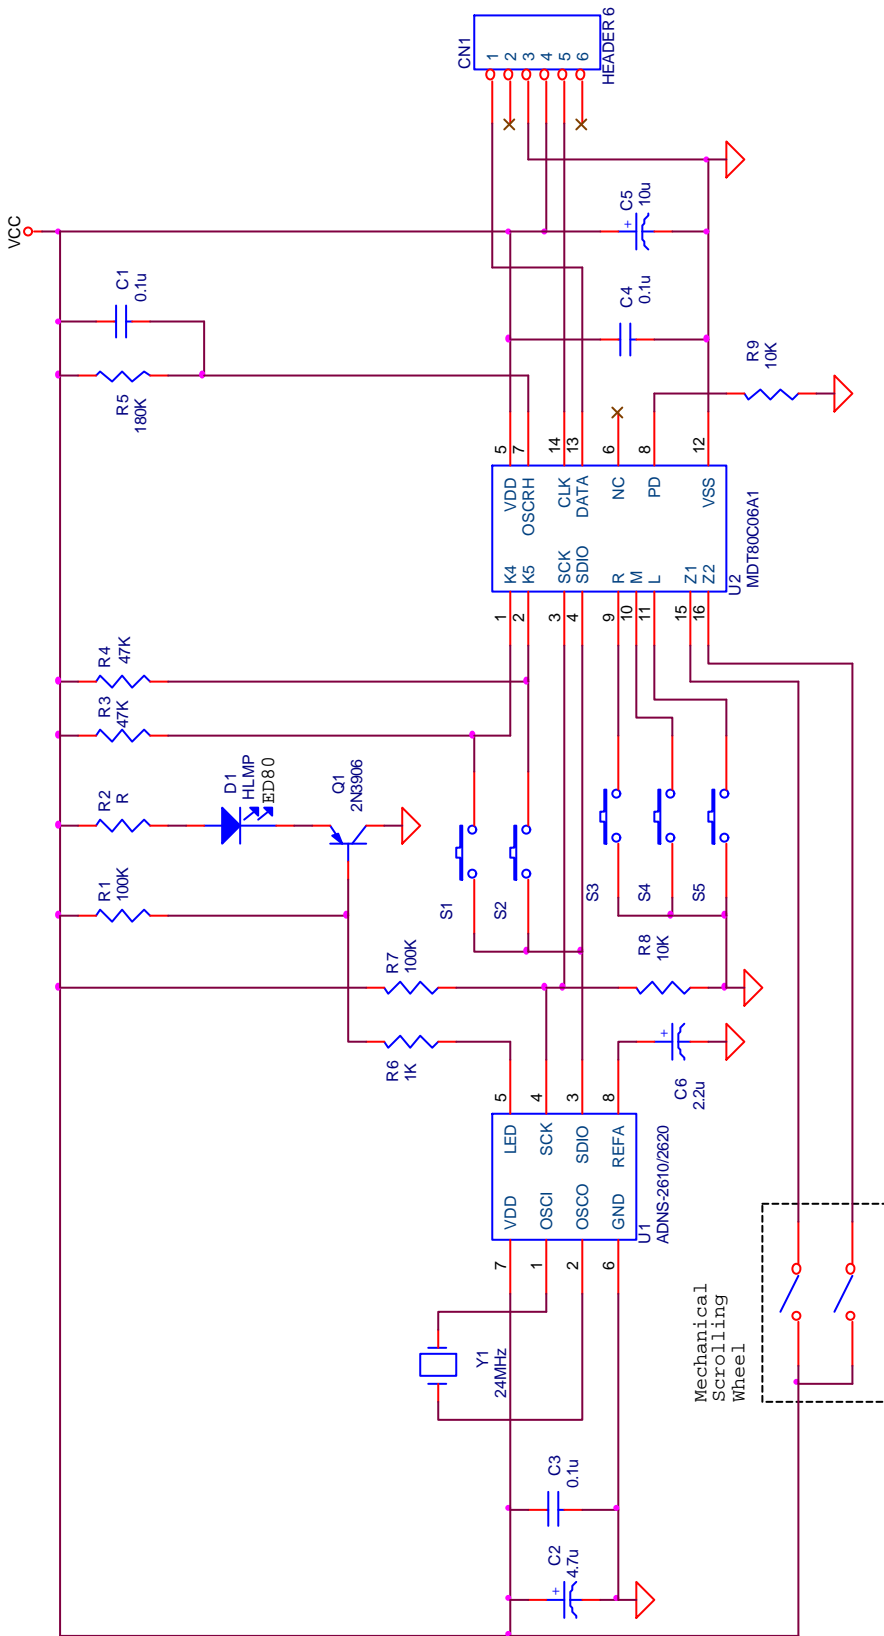 CN1
1
2
3
4
5
6
HEADER 6
VCC
C1
0.1u
R5
180K
C5
10u
+
C4
0.1u
R9
10K
5
7
14
13
6
8
12
VDD
OSCRH
CLK
DATA
NC
PD
VSS
K4
K5
SCK
SDIO
R
M
L
Z1
Z2
U2
MDT80C06A1
1
2
3
4
9
10
11
15
16
R4
47K
R3
47K
R2
R
R1
100K
D1
HLMP
ED80
Q1
2N3906
S1
S2
S3
S4
S5
R7
100K
R8
10K
R6
1K
C6
2.2u
+
5
4
3
8
LED
SCK
SDIO
REFA
VDD
OSCI
OSCO
GND
U1
ADNS-2610/2620
7
1
2
6
Y1
24MHz
Mechanical
Scrolling
Wheel
C3
0.1u
C2
4.7u
+